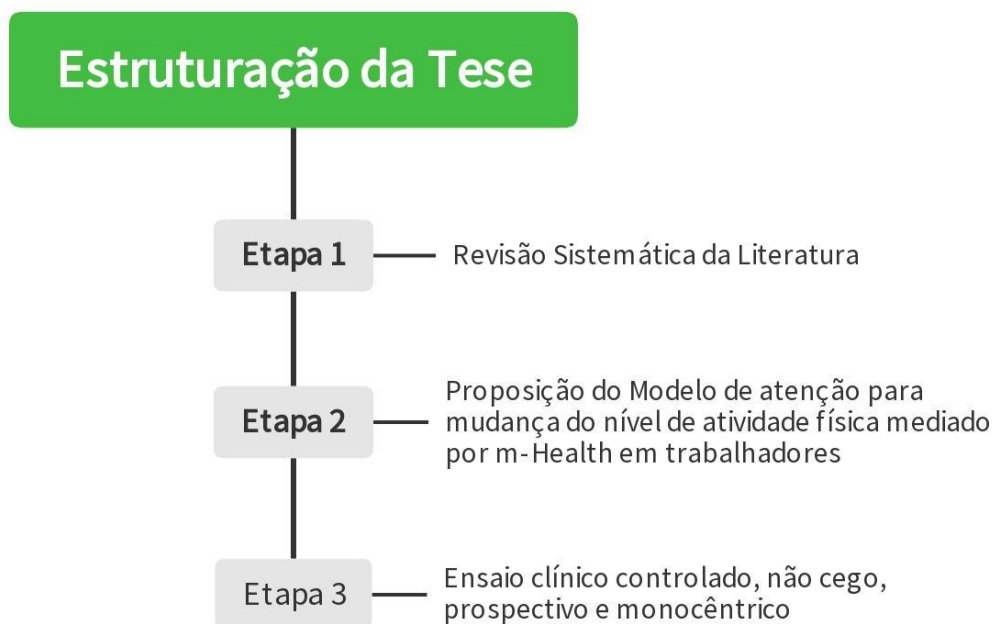 Estruturação da Tese
Etapa 1
Revisão Sistemática da Literatura
Etapa 2
Proposição do Modelo de atenção para
mudança do nível de atividade física mediado
por m-Health em trabalhadores
Etapa 3
Ensaio clínico controlado, não cego,
prospectivo e monocêntrico